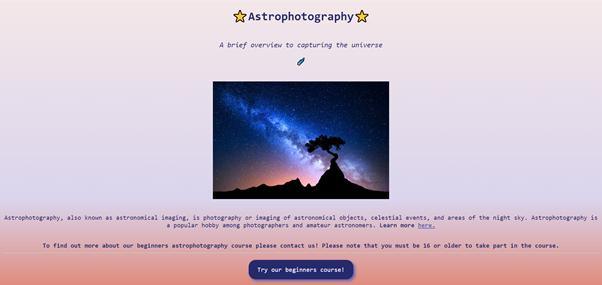 Astrophotography
A brief overview to capturing the universe
Astrophotography, also known as astronomical imaging, is photography or imaging of astronomical objects, celestial events, and areas of the night sky. Astrophotography is
a popular hobby among photographers and amateur astronomers. Learn more here.
To find out more about our beginners astrophotography course please contact us! Please note that you must be 16 or older to take part in the course.
Try our beginners course!